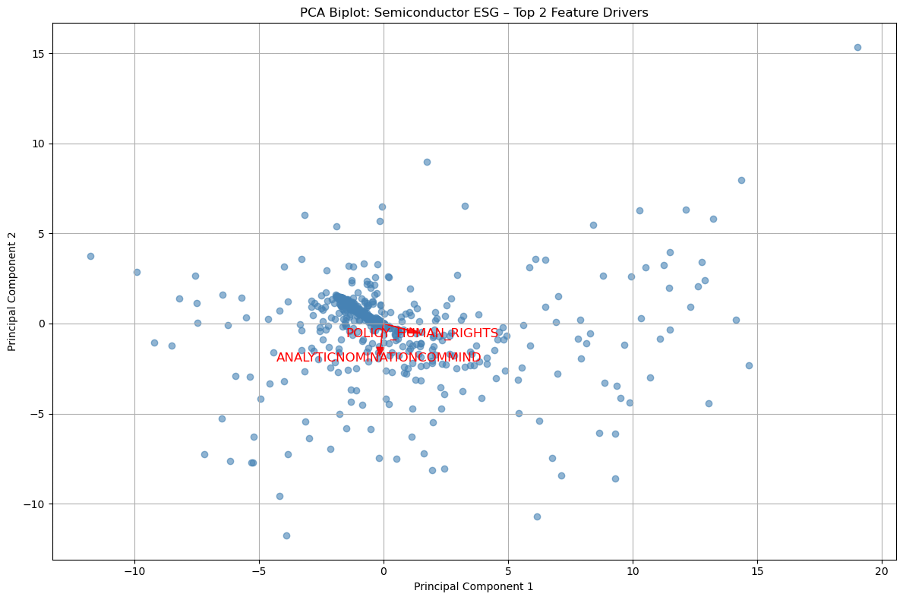 PCA Biplot: Semiconductor ESG – Top 2 Feature Drivers
Principal Component 2
15
10
5
0
−5
−10
POLICY_HUMAN_RIGHTS
ANALYTICNOMINATIONCOMMIND
−10
−5
0
5
10
15
20
Principal Component 1